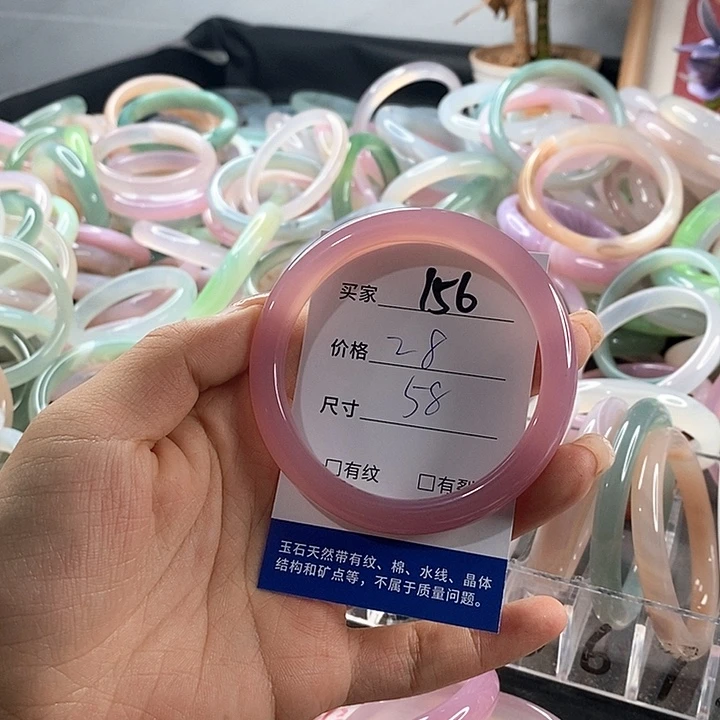 买家 156
价格 28
尺寸 58
□有纹 □有裂
玉石天然带有纹、棉、水线、晶体
结构和矿点等，不属于质量问题。
6